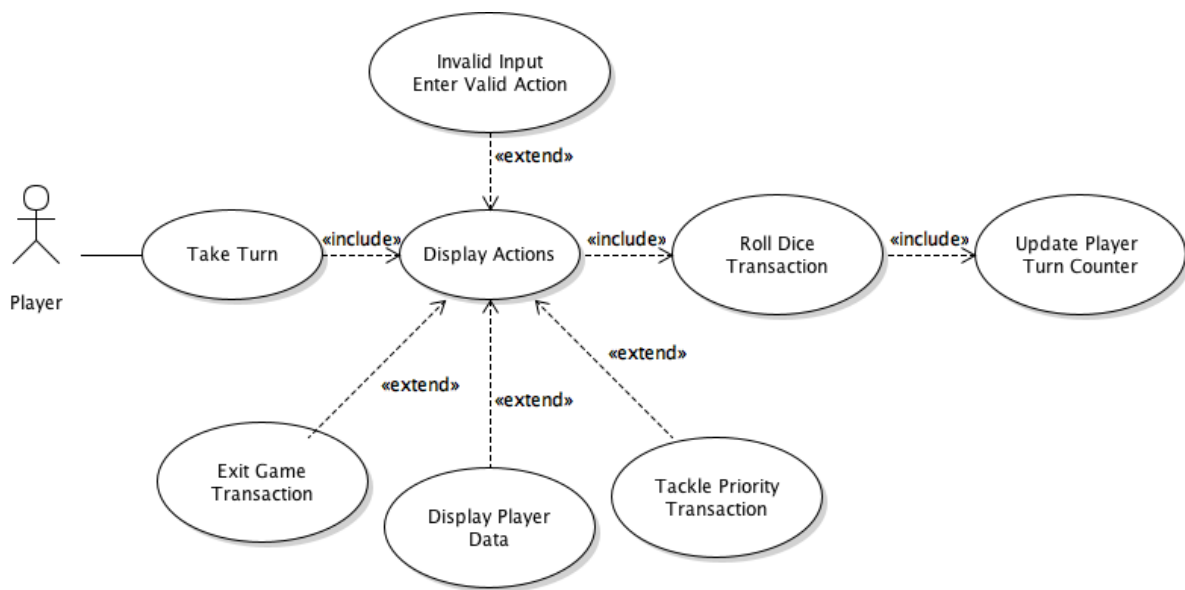 Invalid Input
Enter Valid Action
«extend»
Player
Take Turn
«include»
Display Actions
«include»
Roll Dice
Transaction
«include»
Update Player
Turn Counter
«extend»
«extend»
«extend»
Exit Game
Transaction
Display Player
Data
Tackle Priority
Transaction